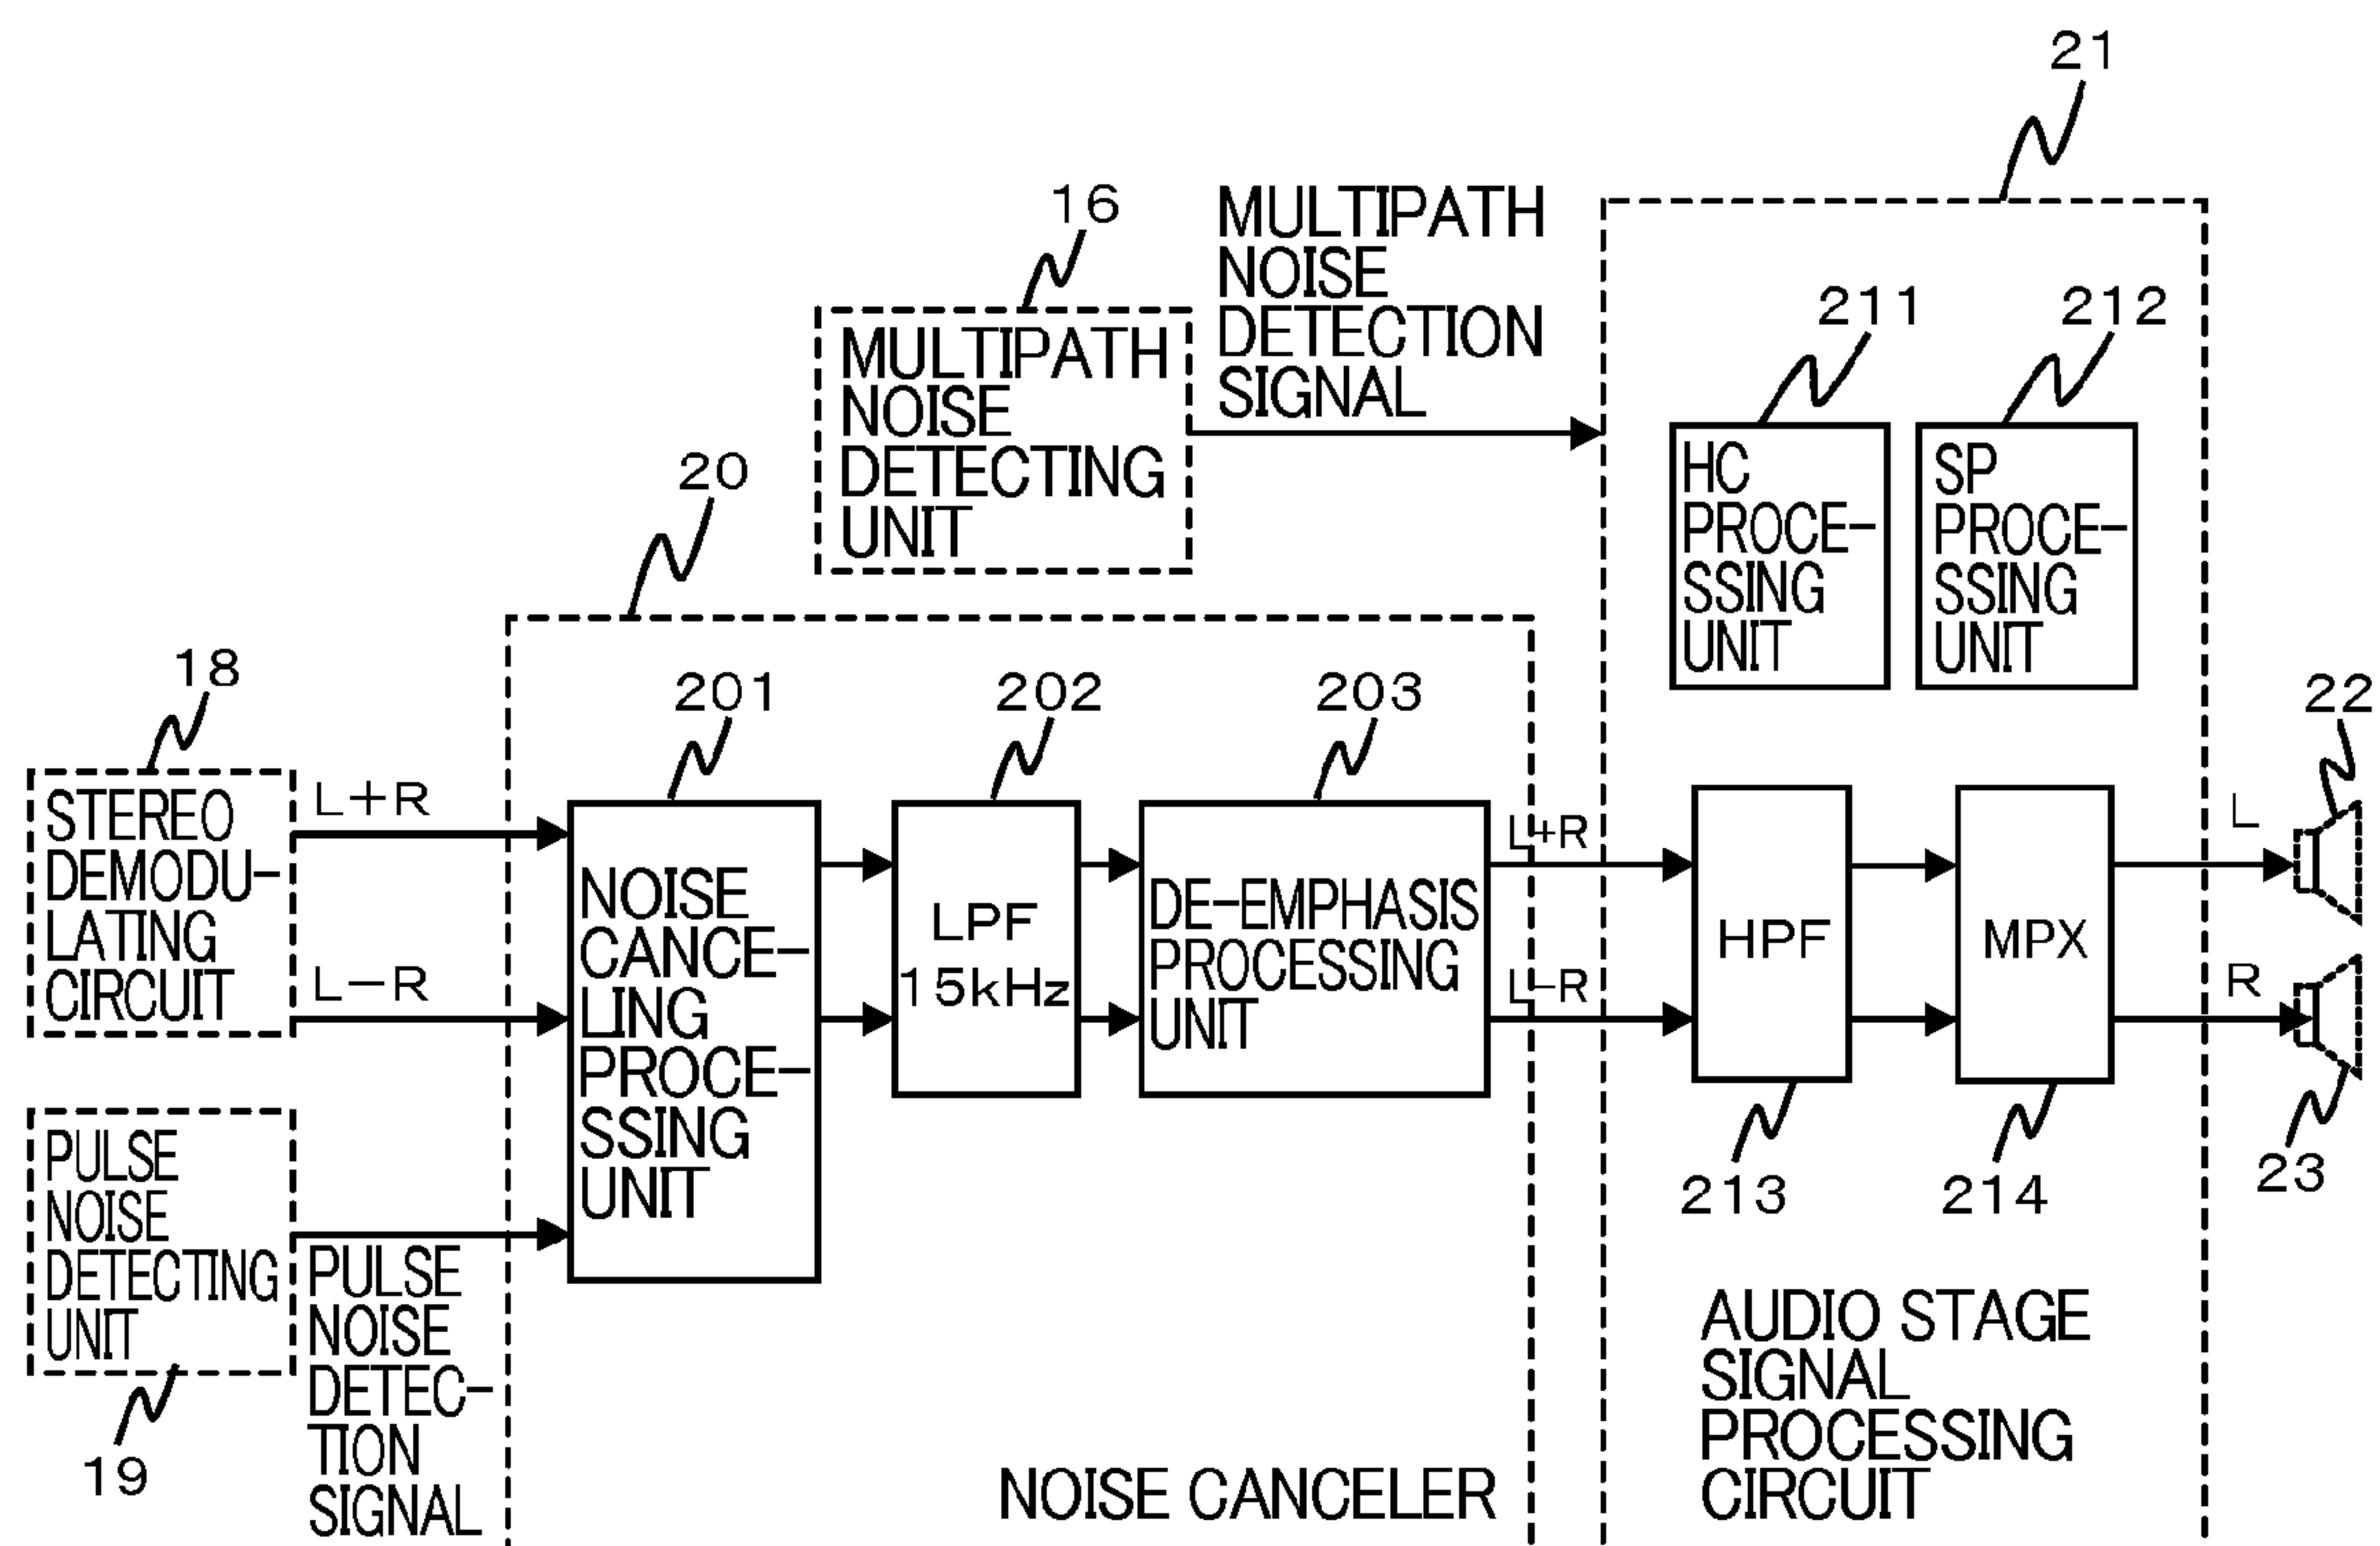 21
16
MULTIPATH
NOISE
DETECTION
SIGNAL
211
212
MULTIPATH
NOISE
DETECTING
UNIT
HC
PROCE-
SSING
UNIT
SP
PROCE-
SSING
UNIT
20
18
201
202
203
22
STEREO
DEMODU-
LATING
CIRCUIT
L+R
L-R
NOISE
CANCE-
LING
PROCE-
SSING
UNIT
LPF
15kHz
DE-EMPHASIS
PROCESSING
UNIT
L+R
L-R
HPF
MPX
L
R
PULSE
NOISE
DETECTING
UNIT
19
PULSE
NOISE
DETEC-
TION
SIGNAL
213
214
23
NOISE CANCELER
AUDIO STAGE
SIGNAL
PROCESSING
CIRCUIT